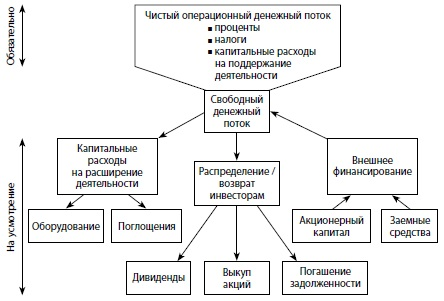 Обязательно
Чистый операционный денежный поток
▪ проценты
▪ налоги
▪ капитальные расходы
на поддержание
деятельности
Свободный
денежный
поток
На усмотрение
Капитальные
расходы
на расширение
деятельности
Распределение /
возврат
инвесторам
Внешнее
финансирование
Оборудование
Поглощения
Акционерный
капитал
Заемные
средства
Дивиденды
Выкуп
акций
Погашение
задолженности